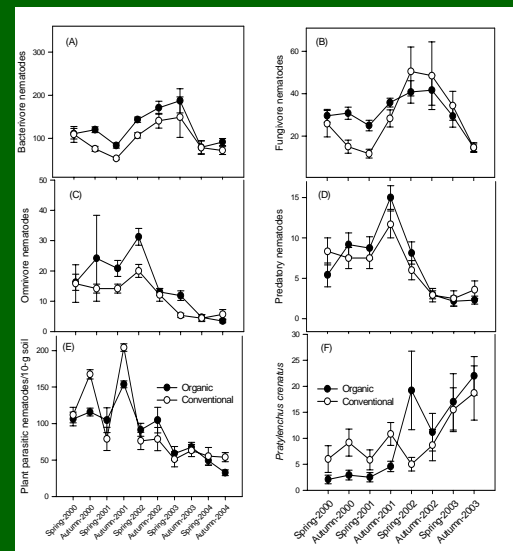 (A)
Bacterivore nematodes
300
200
100
(B)
Fungivore nematodes
60
40
20
(C)
Omnivore nematodes
50
40
30
20
10
0
(D)
Predatory nematodes
15
10
5
0
(E)
Plant parasitic nematodes/10-g soil
200
150
100
50
0
Organic
Conventional
Spring-2000
Autumn-2000
Spring-2001
Autumn-2001
Spring-2002
Autumn-2002
Spring-2003
Autumn-2003
Spring-2004
Autumn-2004
(F)
Pratylenchus crenatus
30
25
20
15
10
5
0
Organic
Conventional
Spring-2000
Autumn-2000
Spring-2001
Autumn-2001
Spring-2002
Autumn-2002
Spring-2003
Autumn-2003